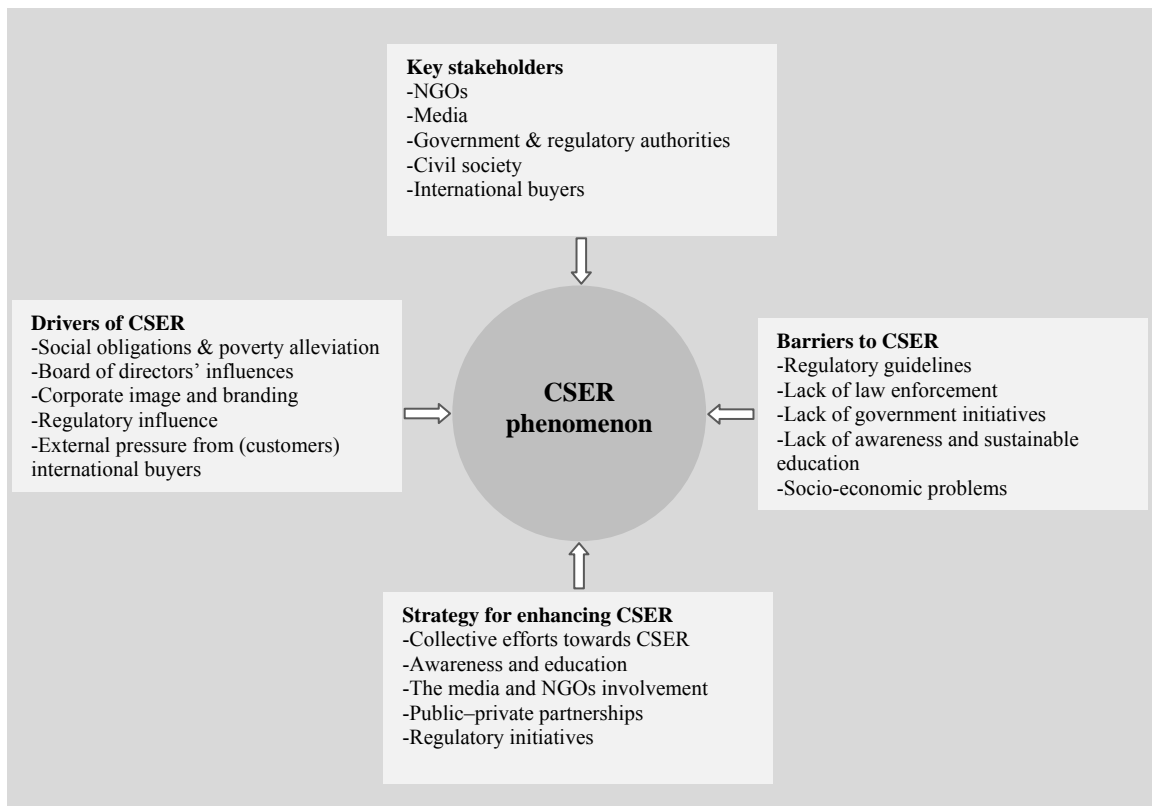 Key stakeholders
-NGOs
-Media
-Government & regulatory authorities
-Civil society
-International buyers
Drivers of CSER
-Social obligations & poverty alleviation
-Board of directors’ influences
-Corporate image and branding
-Regulatory influence
-External pressure from (customers)
international buyers
CSER
phenomenon
Barriers to CSER
-Regulatory guidelines
-Lack of law enforcement
-Lack of government initiatives
-Lack of awareness and sustainable
education
-Socio-economic problems
Strategy for enhancing CSER
-Collective efforts towards CSER
-Awareness and education
-The media and NGOs involvement
-Public–private partnerships
-Regulatory initiatives